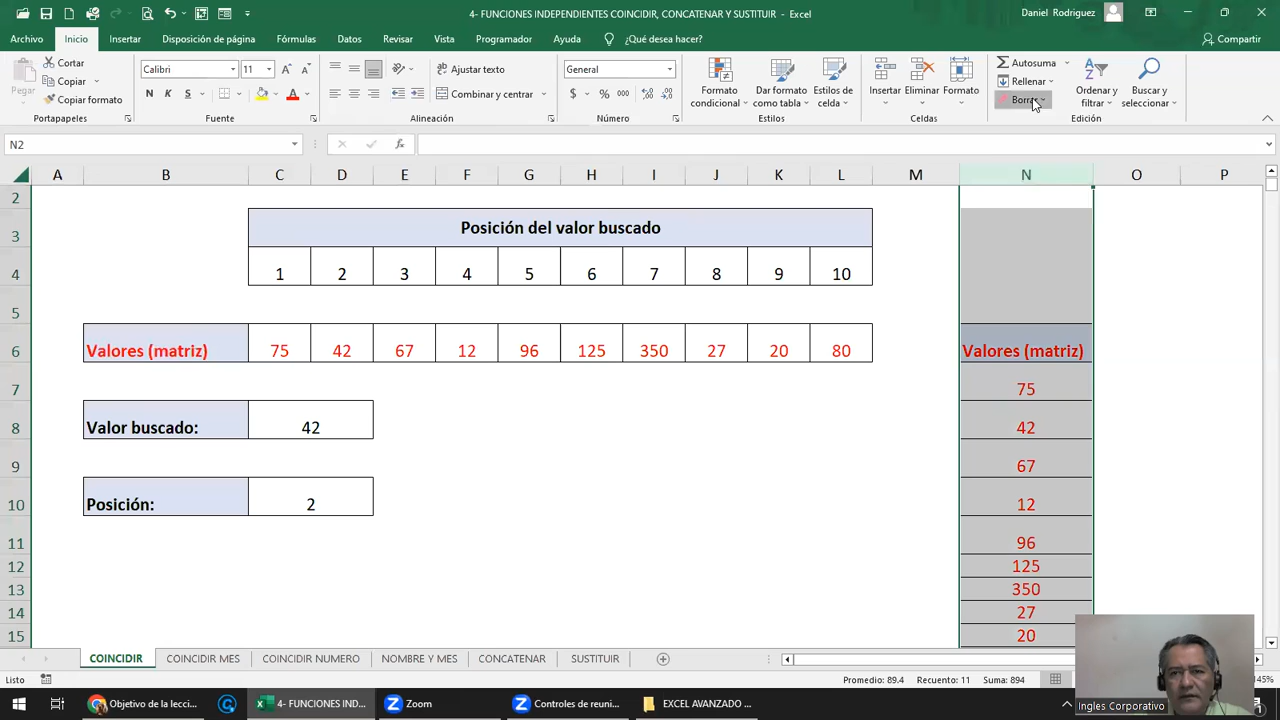 4- FUNCIONES INDEPENDIENTES COINCIDIR, CONCATENAR Y SUSTITUIR - Excel
Daniel Rodriguez
Archivo Inicio Insertar Disposición de página Fórmulas Datos Revisar Vista Programador Ayuda ¿Qué desea hacer? Compartir
Pegar
Cortar
Copiar
Copiar formato
Portapapeles
Calibri 11
N K S
Fuente
Ajustar texto
Combinar y centrar
Alineación
General
Número
Formato condicional
Dar formato como tabla
Estilos de celda
Estilos
Insertar Eliminar Formato
Celdas
Autosuma
Rellenar
Borrar
Ordenar y filtrar
Buscar y seleccionar
Edición
N2
A B C D E F G H I J K L M N O P
2
3 Posición del valor buscado
4 1 2 3 4 5 6 7 8 9 10
5
6 Valores (matriz) 75 42 67 12 96 125 350 27 20 80 Valores (matriz)
7 75
8 Valor buscado: 42 42
9 67
10 Posición: 2 12
11 96
12 125
13 350
14 27
15 20
COINCIDIR COINCIDIR MES COINCIDIR NUMERO NOMBRE Y MES CONCATENAR SUSTITUIR
Listo Promedio: 89.4 Recuento: 11 Suma: 894 145%
Objetivo de la lecci... 4- FUNCIONES IND... Zoom Controles de reuni... EXCEL AVANZADO ...
Ingles Corporativo